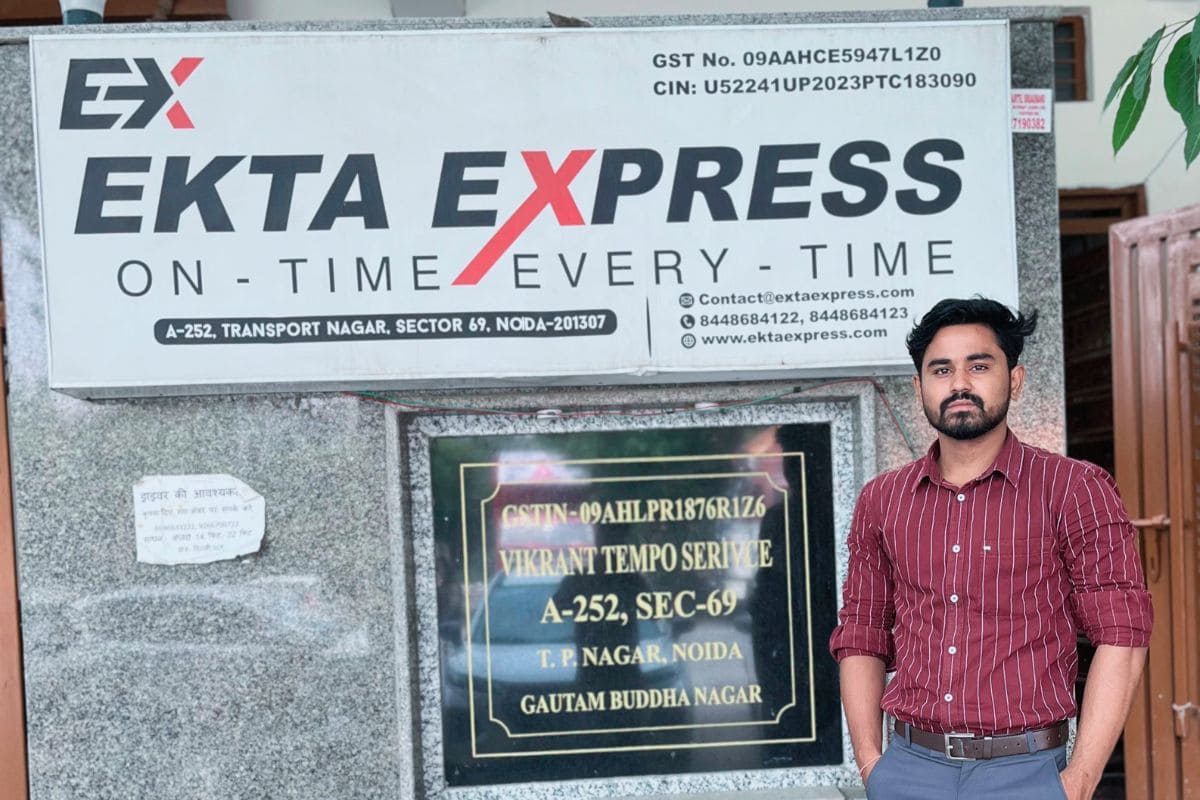 EX
GST No. 09AAHCE5947L1Z0
CIN: U52241UP2023PTC183090
EKTA EXPRESS
ON - TIME EVERY - TIME
A-252, TRANSPORT NAGAR, SECTOR 69, NOIDA-201307
Contact@extaexpress.com
8448684122, 8448684123
www.ektaexpress.com
27190382
ड्राइवर की आवश्यक
GSTIN-09AHLPR1876R1Z6
VIKRANT TEMPO SERIVCE
A-252, SEC-69
T. P. NAGAR, NOIDA
GAUTAM BUDDHA NAGAR